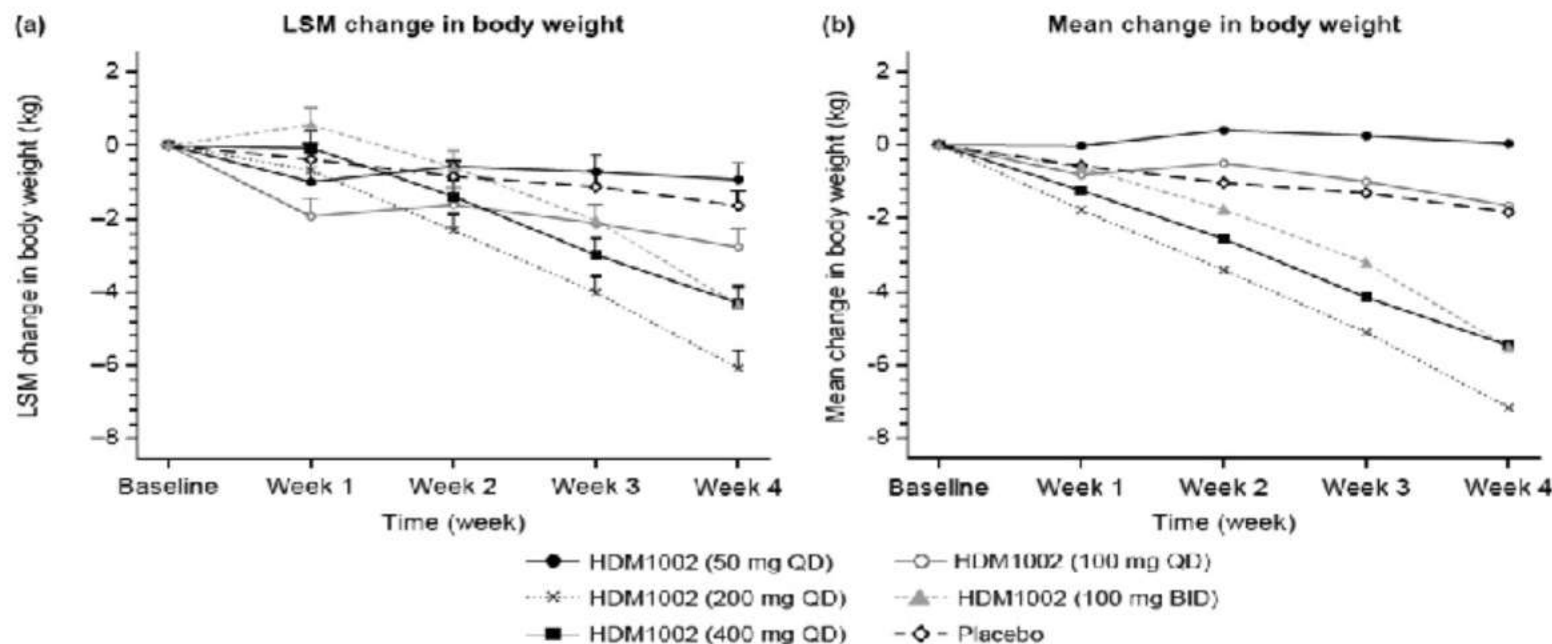 (a) LSM change in body weight
(b) Mean change in body weight
LSM change in body weight (kg)
2
0
–2
–4
–6
–8
Baseline Week 1 Week 2 Week 3 Week 4
Time (week)
Mean change in body weight (kg)
2
0
-2
-4
-6
-8
Baseline Week 1 Week 2 Week 3 Week 4
Time (week)
HDM1002 (50 mg QD) HDM1002 (100 mg QD)
HDM1002 (200 mg QD) HDM1002 (100 mg BID)
HDM1002 (400 mg QD) Placebo